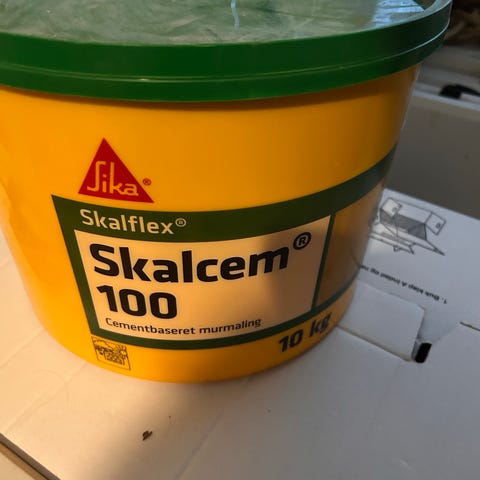 Sika®
Skalflex®
Skalcem®
100
Cementbaseret murmaling
10 kg